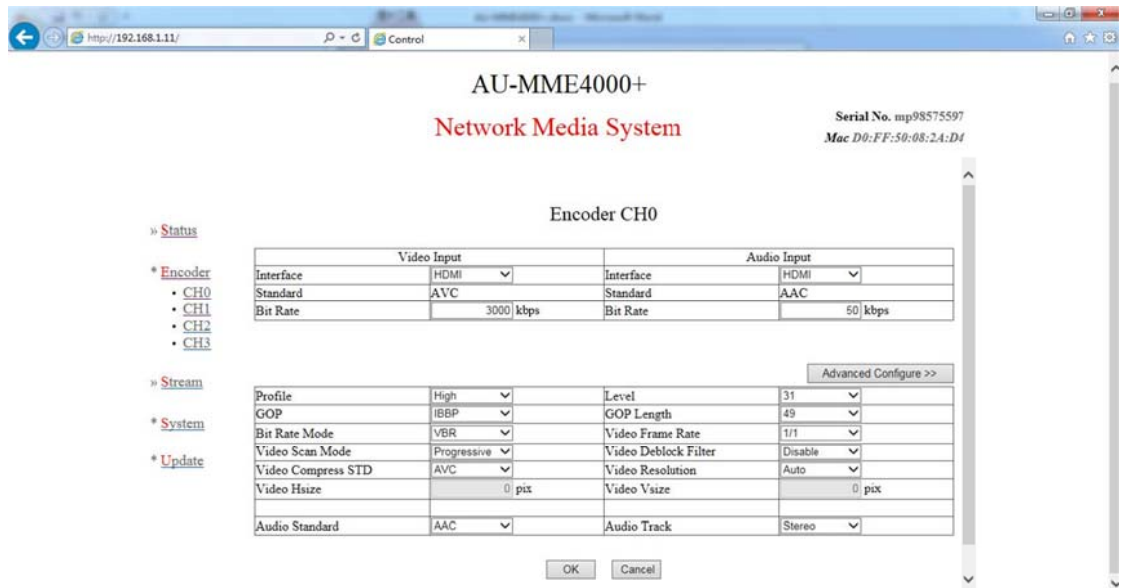 http://192.168.1.11/
Control
AU-MME4000+
Network Media System
Serial No. mp98575597
Mac D0:FF:50:08:2A:D4
Encoder CH0
» Status
* Encoder
• CH0
• CH1
• CH2
• CH3
» Stream
* System
* Update
Video Input Audio Input
Interface HDMI Interface HDMI
Standard AVC Standard AAC
Bit Rate 3000 kbps Bit Rate 50 kbps
Advanced Configure >>
Profile High Level 31
GOP IBBP GOP Length 49
Bit Rate Mode VBR Video Frame Rate 1/1
Video Scan Mode Progressive Video Deblock Filter Disable
Video Compress STD AVC Video Resolution Auto
Video Hsize 0 pix Video Vsize 0 pix
Audio Standard AAC Audio Track Stereo
OK Cancel